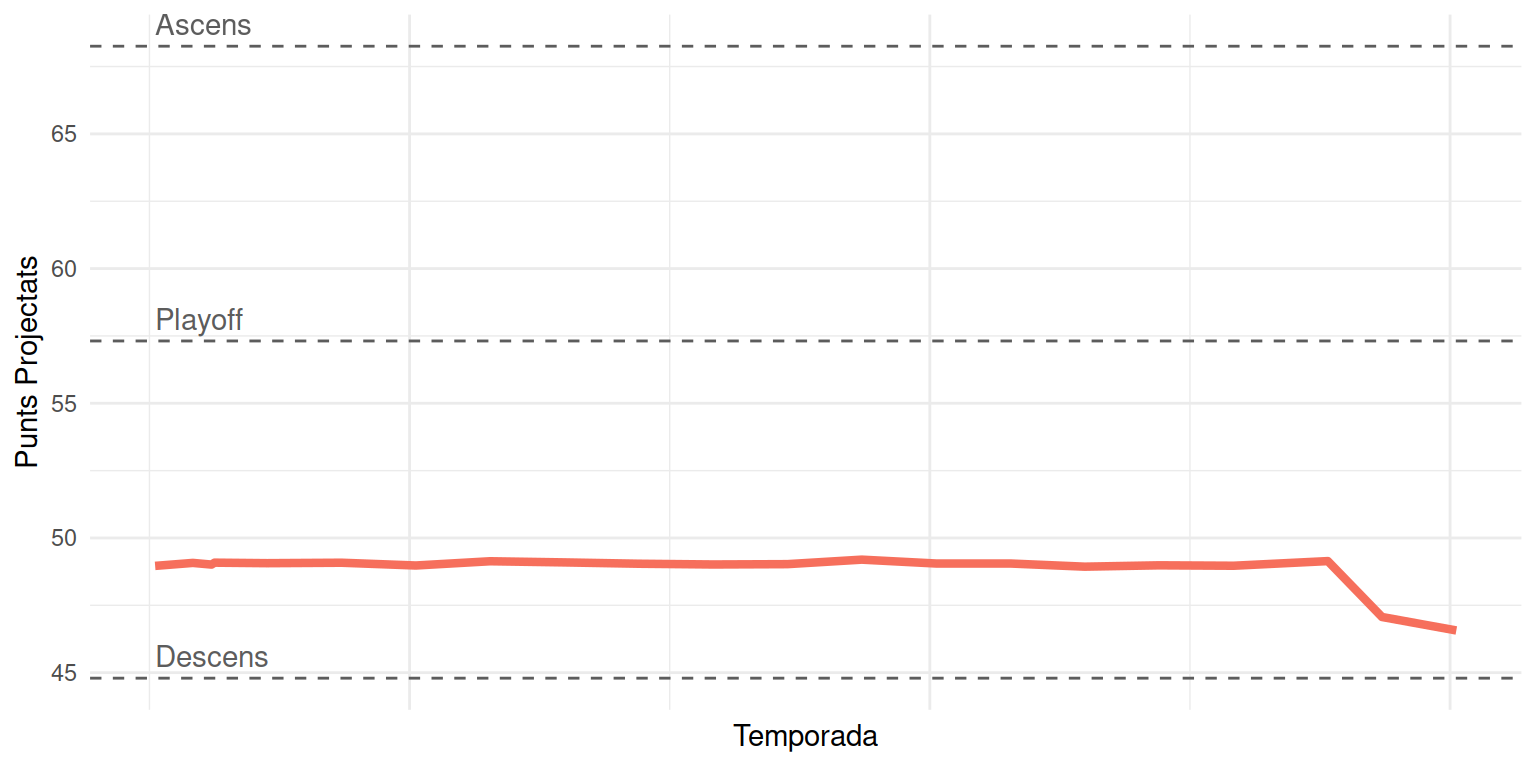 Ascens
65
60
Playoff
55
50
Descens
45
Punts Projectats
Temporada